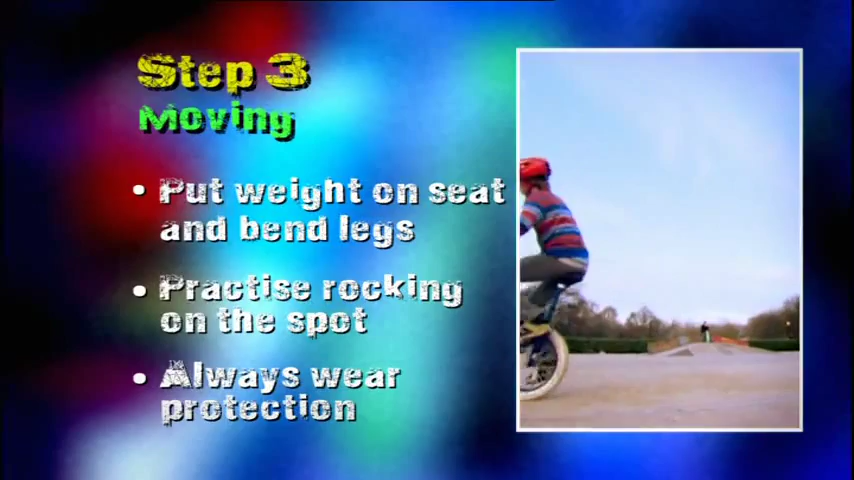 Step 3
Moving
• Put weight on seat
and bend legs
• Practise rocking
on the spot
• Always wear
protection